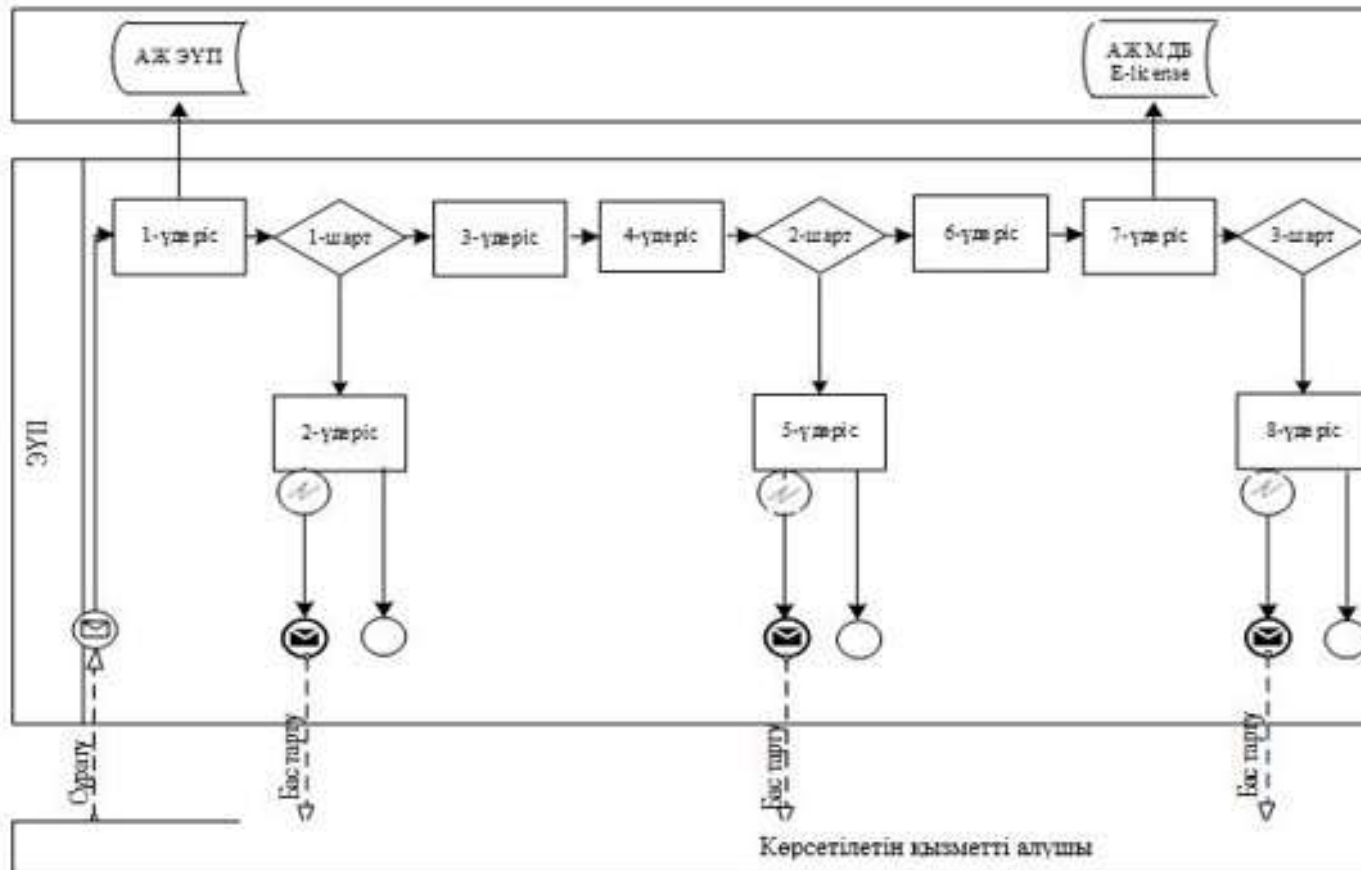 АЖ ЭҮП
АЖ МДБ
E-license
1-үдеріс
1-шарт
3-үдеріс
4-үдеріс
2-шарт
6-үдеріс
7-үдеріс
3-шарт
ЭҮП
2-үдеріс
5-үдеріс
8-үдеріс
Сұрату
Бас тарту
Бас тарту
Бас тарту
Көрсетілетін қызметті алушы